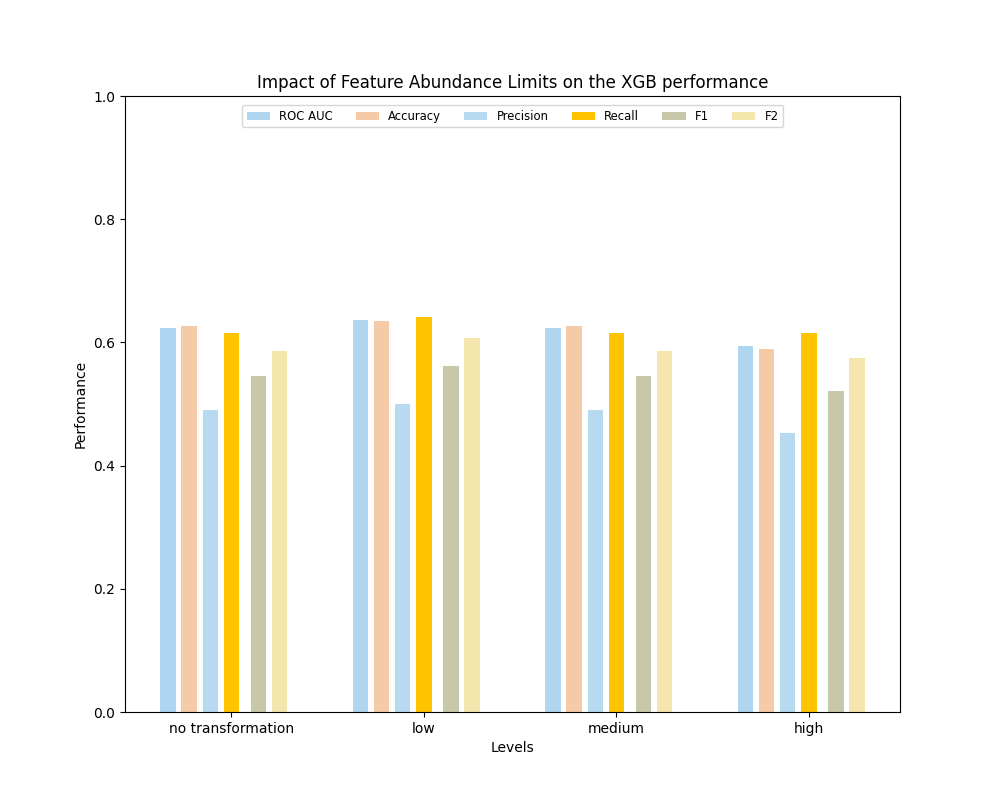 Impact of Feature Abundance Limits on the XGB performance
1.0
ROC AUC Accuracy Precision Recall F1 F2
0.8
0.6
Performance
0.4
0.2
0.0
no transformation low medium high
Levels